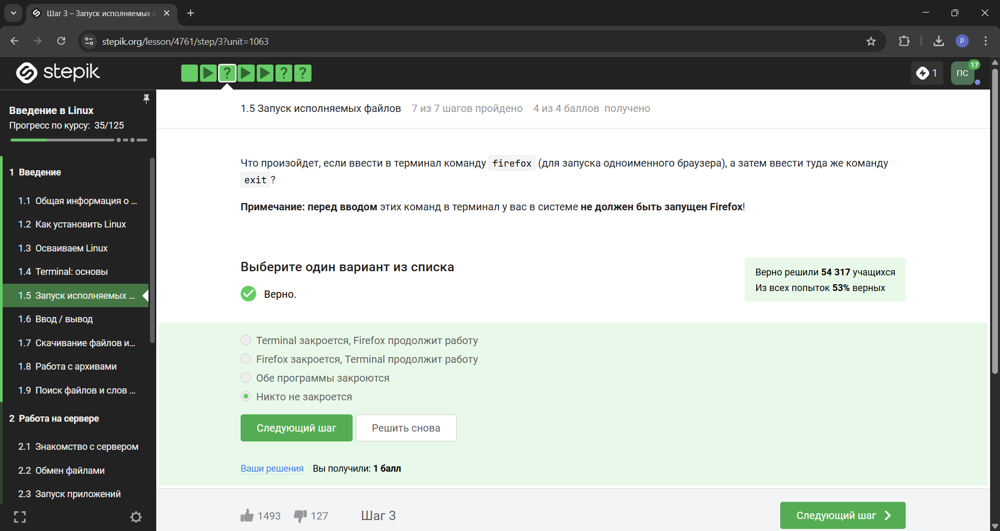 Шаг 3 – Запуск исполняемых
stepik.org/lesson/4761/step/3?unit=1063
p
stepik
?
?
?
1
ПС
17
Введение в Linux
Прогресс по курсу: 35/125
1 Введение
1.1 Общая информация о ...
1.2 Как установить Linux
1.3 Осваиваем Linux
1.4 Terminal: основы
1.5 Запуск исполняемых ...
1.6 Ввод / вывод
1.7 Скачивание файлов и...
1.8 Работа с архивами
1.9 Поиск файлов и слов ...
2 Работа на сервере
2.1 Знакомство с сервером
2.2 Обмен файлами
2.3 Запуск приложений
1.5 Запуск исполняемых файлов 7 из 7 шагов пройдено 4 из 4 баллов получено
Что произойдет, если ввести в терминал команду firefox (для запуска одноименного браузера), а затем ввести туда же команду
exit ?
Примечание: перед вводом этих команд в терминал у вас в системе не должен быть запущен Firefox!
Выберите один вариант из списка
Верно.
Верно решили 54 317 учащихся
Из всех попыток 53% верных
Terminal закроется, Firefox продолжит работу
Firefox закроется, Terminal продолжит работу
Обе программы закроются
Никто не закроется
Следующий шаг
Решить снова
Ваши решения Вы получили: 1 балл
1493 127 Шаг 3
Следующий шаг